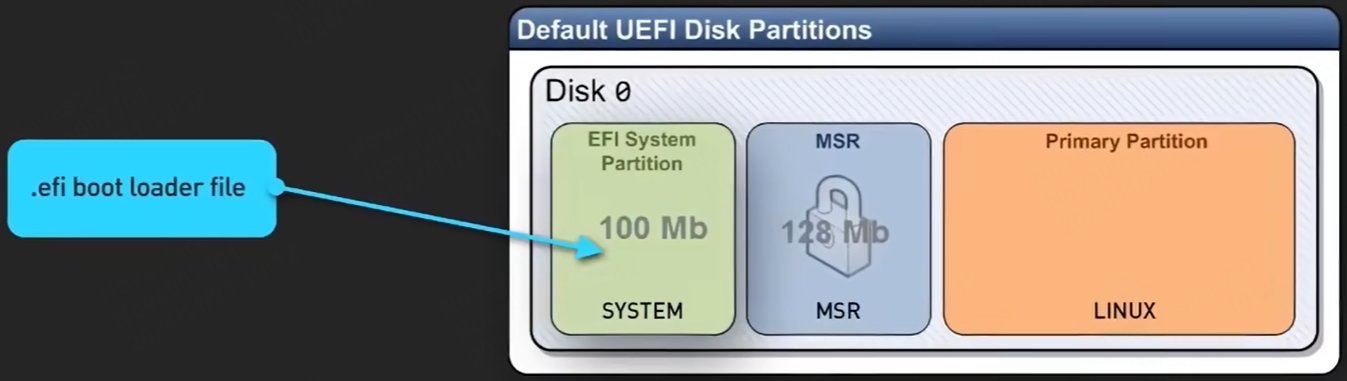 Default UEFI Disk Partitions
Disk 0
.efi boot loader file
EFI System
Partition
100 Mb
SYSTEM
MSR
128 Mb
MSR
Primary Partition
LINUX